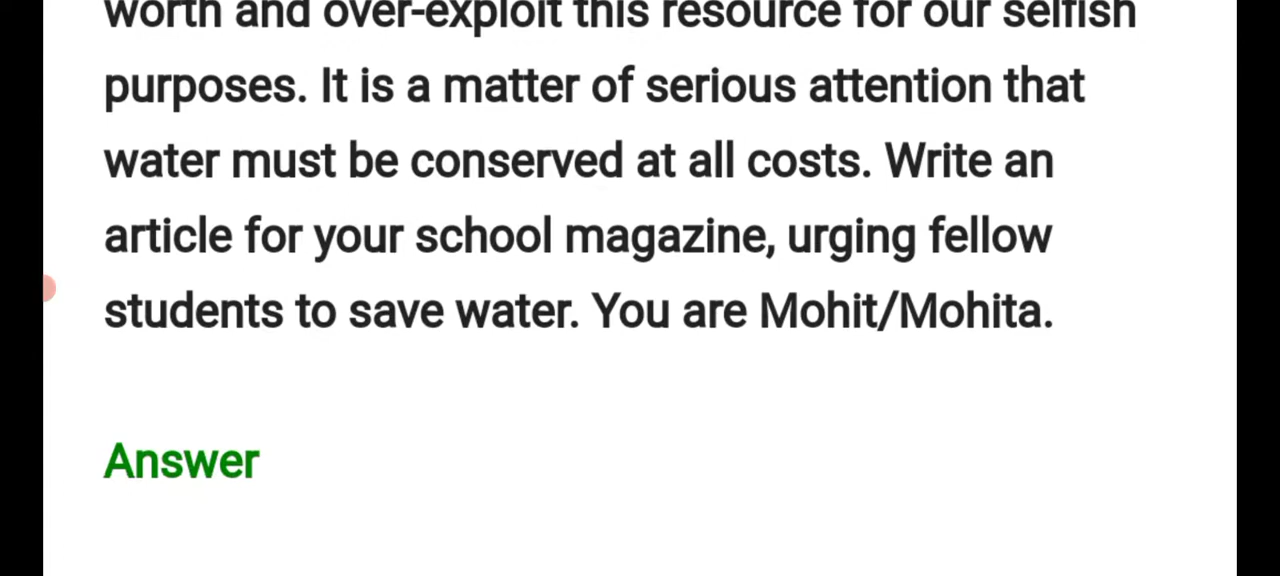 worth and over-exploit this resource for our selfish
purposes. It is a matter of serious attention that
water must be conserved at all costs. Write an
article for your school magazine, urging fellow
students to save water. You are Mohit/Mohita.
Answer